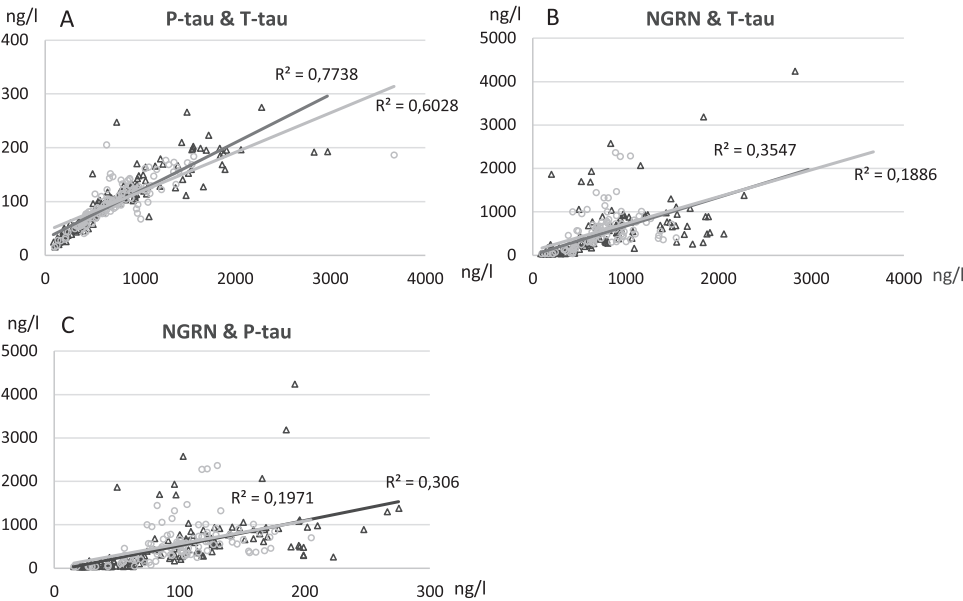 ng/l A P-tau & T-tau
400
300
200
100
0
R² = 0,7738
R² = 0,6028
0 1000 2000 3000 4000 ng/l
ng/l B NGRN & T-tau
5000
4000
3000
2000
1000
0
R² = 0,3547
R² = 0,1886
0 1000 2000 3000 4000 ng/l
ng/l C NGRN & P-tau
5000
4000
3000
2000
1000
0
R² = 0,306
R² = 0,1971
0 100 200 300 ng/l